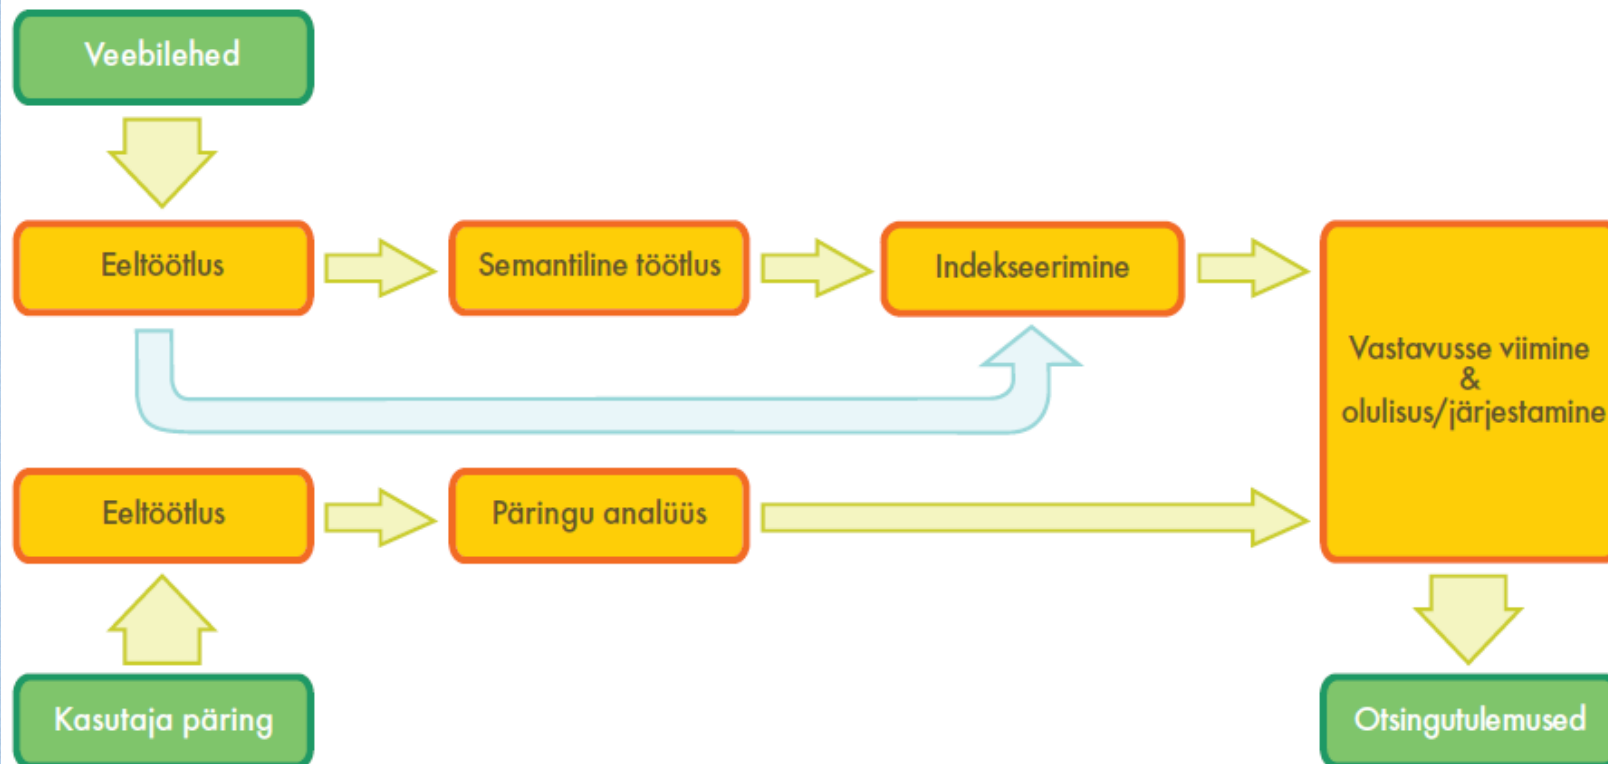 Veebilehed
Eeltöötlus
Semantiline töötlus
Indekseerimine
Vastavusse viimine
&
olulisus/järjestamine
Eeltöötlus
Päringu analüüs
Kasutaja päring
Otsingutulemused